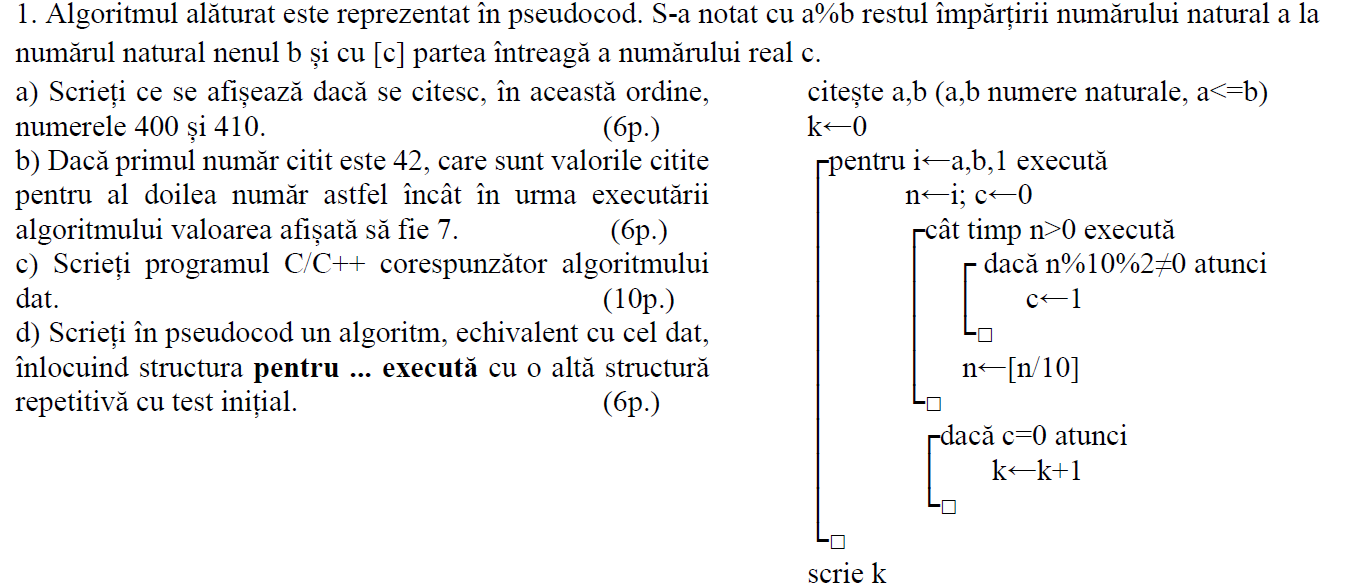 1. Algoritmul alăturat este reprezentat în pseudocod. S-a notat cu a%b restul împărțirii numărului natural a la
numărul natural nenul b și cu [c] partea întreagă a numărului real c.
a) Scrieți ce se afișează dacă se citesc, în această ordine,
numerele 400 și 410. (6p.)
b) Dacă primul număr citit este 42, care sunt valorile citite
pentru al doilea număr astfel încât în urma executării
algoritmului valoarea afișată să fie 7. (6p.)
c) Scrieți programul C/C++ corespunzător algoritmului
dat. (10p.)
d) Scrieți în pseudocod un algoritm, echivalent cu cel dat,
înlocuind structura pentru ... execută cu o altă structură
repetitivă cu test inițial. (6p.)
citește a,b (a,b numere naturale, a<=b)
k←0
pentru i←a,b,1 execută
n←i; c←0
cât timp n>0 execută
dacă n%10%2≠0 atunci
c←1
n←[n/10]
dacă c=0 atunci
k←k+1
scrie k